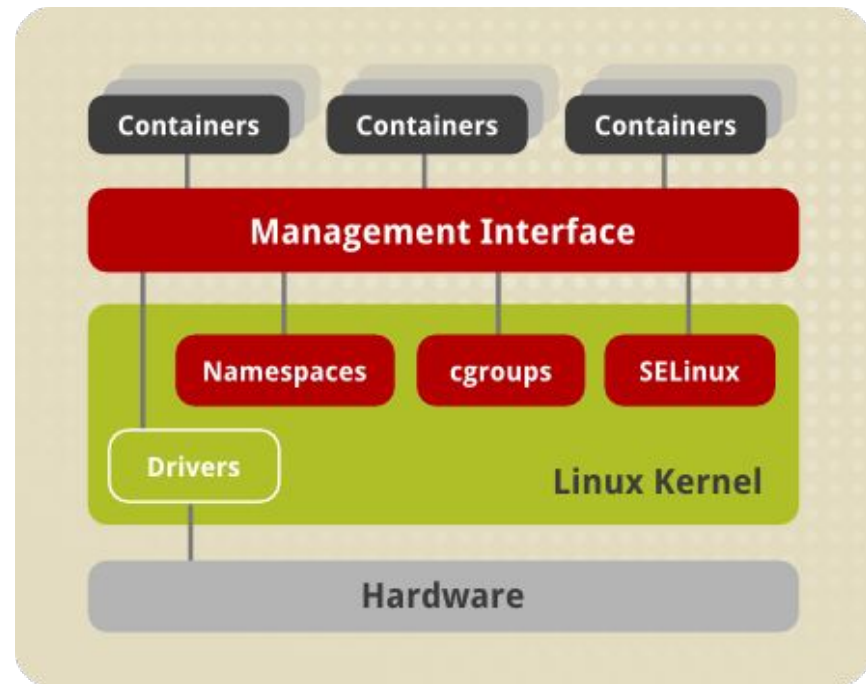 Containers
Containers
Containers
Management Interface
Namespaces
cgroups
SELinux
Drivers
Linux Kernel
Hardware